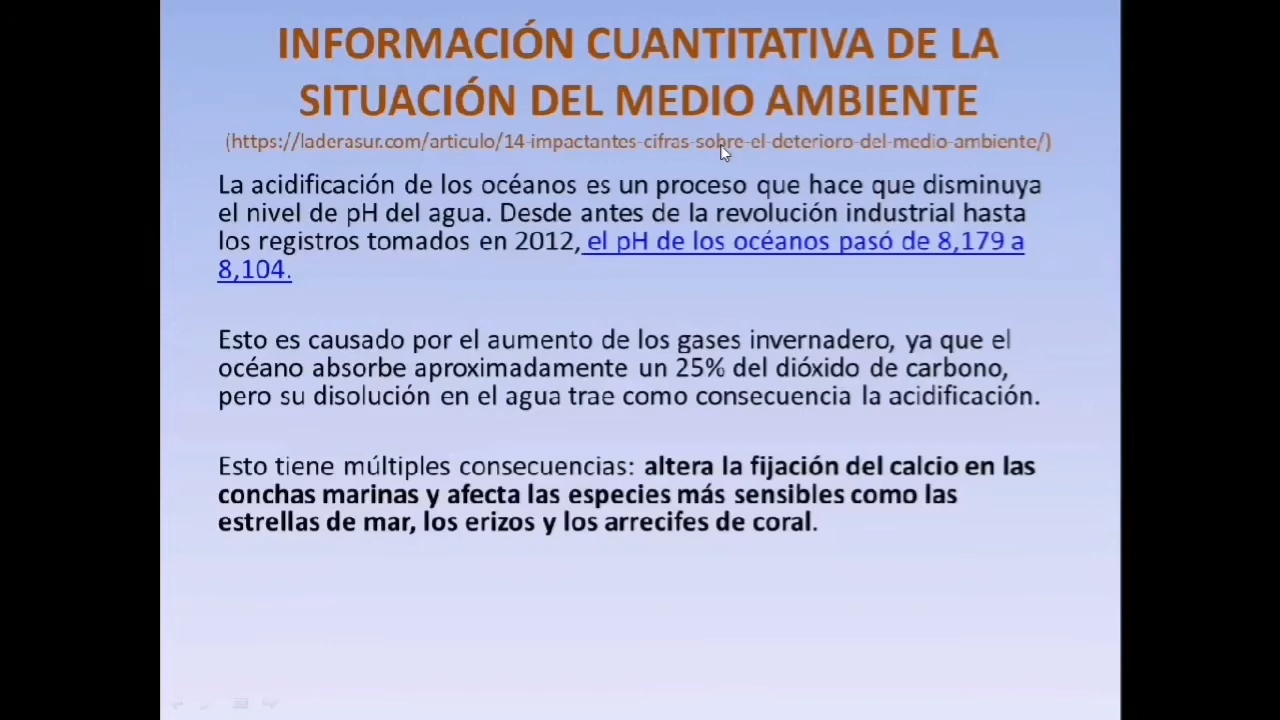 INFORMACIÓN CUANTITATIVA DE LA
SITUACIÓN DEL MEDIO AMBIENTE
(https://laderasur.com/articulo/14-impactantes-cifras-sobre-el-deterioro-del-medio-ambiente/)
La acidificación de los océanos es un proceso que hace que disminuya
el nivel de pH del agua. Desde antes de la revolución industrial hasta
los registros tomados en 2012, el pH de los océanos pasó de 8,179 a
8,104.
Esto es causado por el aumento de los gases invernadero, ya que el
océano absorbe aproximadamente un 25% del dióxido de carbono,
pero su disolución en el agua trae como consecuencia la acidificación.
Esto tiene múltiples consecuencias: altera la fijación del calcio en las
conchas marinas y afecta las especies más sensibles como las
estrellas de mar, los erizos y los arrecifes de coral.